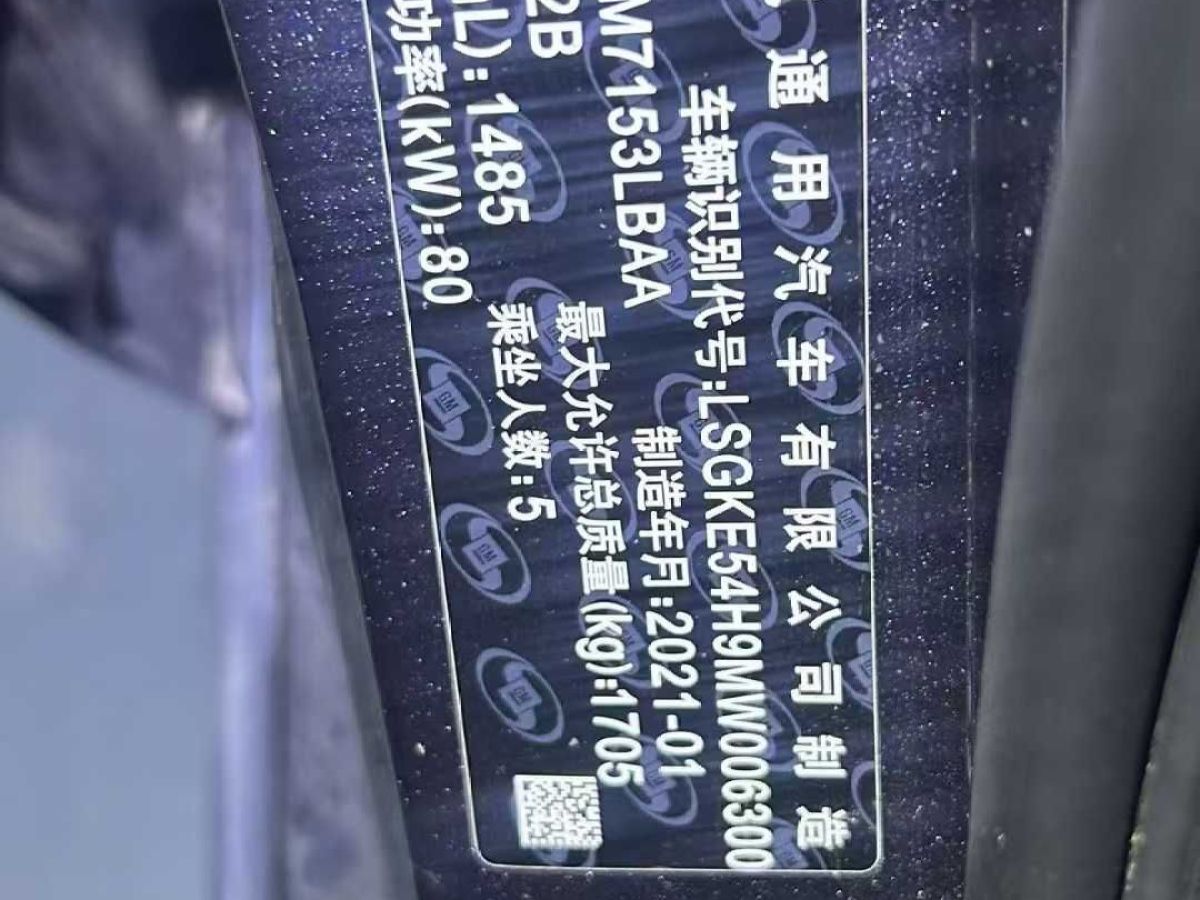 通用汽车有限公司制造
车辆识别代号:LSGKE54H9MW006300
M7153LBAA
制造年月:2021-01
2B
最大允许总质量(kg):1705
L):1485
乘坐人数:5
功率(kW):80